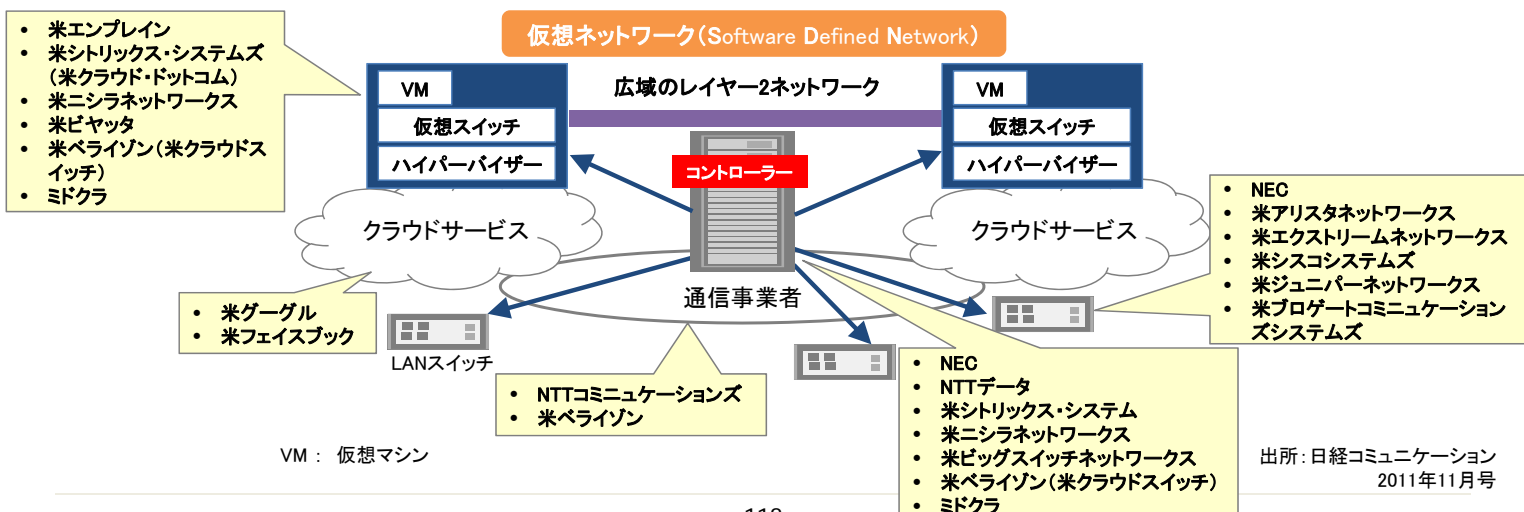 仮想ネットワーク(Software Defined Network)
• 米エンプレイン
• 米シトリックス・システムズ
(米クラウド・ドットコム)
• 米ニシラネットワークス
• 米ビヤッタ
• 米ベライゾン(米クラウドス
イッチ)
• ミドクラ
VM
仮想スイッチ
ハイパーバイザー
広域のレイヤー2ネットワーク
VM
仮想スイッチ
ハイパーバイザー
コントローラー
クラウドサービス
クラウドサービス
通信事業者
• NEC
• 米アリスタネットワークス
• 米エクストリームネットワークス
• 米シスコシステムズ
• 米ジュニパーネットワークス
• 米ブロゲートコミニュケーション
ズシステムズ
• 米グーグル
• 米フェイスブック
LANスイッチ
• NTTコミニュケーションズ
• 米ベライゾン
• NEC
• NTTデータ
• 米シトリックス・システム
• 米ニシラネットワークス
• 米ビッグスイッチネットワークス
• 米ベライゾン(米クラウドスイッチ)
• ミドクラ
VM : 仮想マシン
出所:日経コミュニケーション
2011年11月号